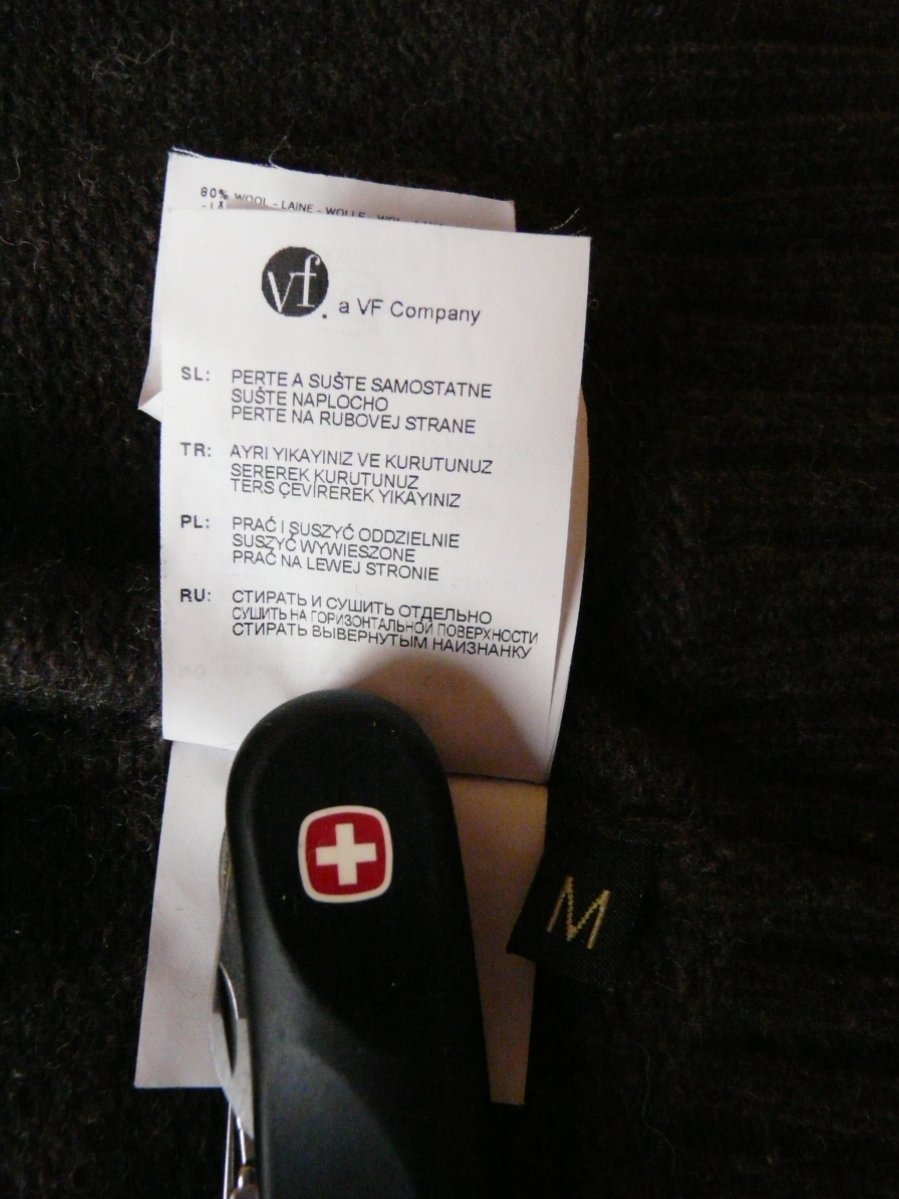 80% WOOL - LAINE - WOLLE - WOL -
- LÃ
vf. a VF Company
SL: PERTE A SUŠTE SAMOSTATNE
SUŠTE NAPLOCHO
PERTE NA RUBOVEJ STRANE
TR: AYRI YIKAYINIZ VE KURUTUNUZ
SEREREK KURUTUNUZ
TERS ÇEVİREREK YIKAYINIZ
PL: PRAĆ I SUSZYĆ ODDZIELNIE
SUSZYĆ WYWIESZONE
PRAĆ NA LEWEJ STRONIE
RU: СТИРАТЬ И СУШИТЬ ОТДЕЛЬНО
СУШИТЬ НА ГОРИЗОНТАЛЬНОЙ ПОВЕРХНОСТИ
СТИРАТЬ ВЫВЕРНУТЫМ НАИЗНАНКУ
M